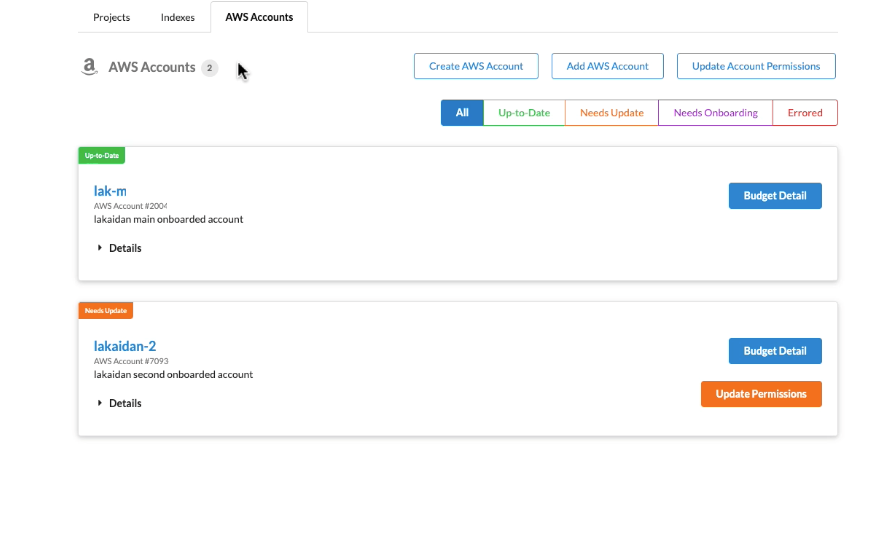 Projects Indexes AWS Accounts
AWS Accounts 2 Create AWS Account Add AWS Account Update Account Permissions
All Up-to-Date Needs Update Needs Onboarding Errored
Up-to-Date
lak-m
Budget Detail
AWS Account #2004
lakaidan main onboarded account
Details
Needs Update
lakaidan-2
Budget Detail
AWS Account #7093
lakaidan second onboarded account
Update Permissions
Details